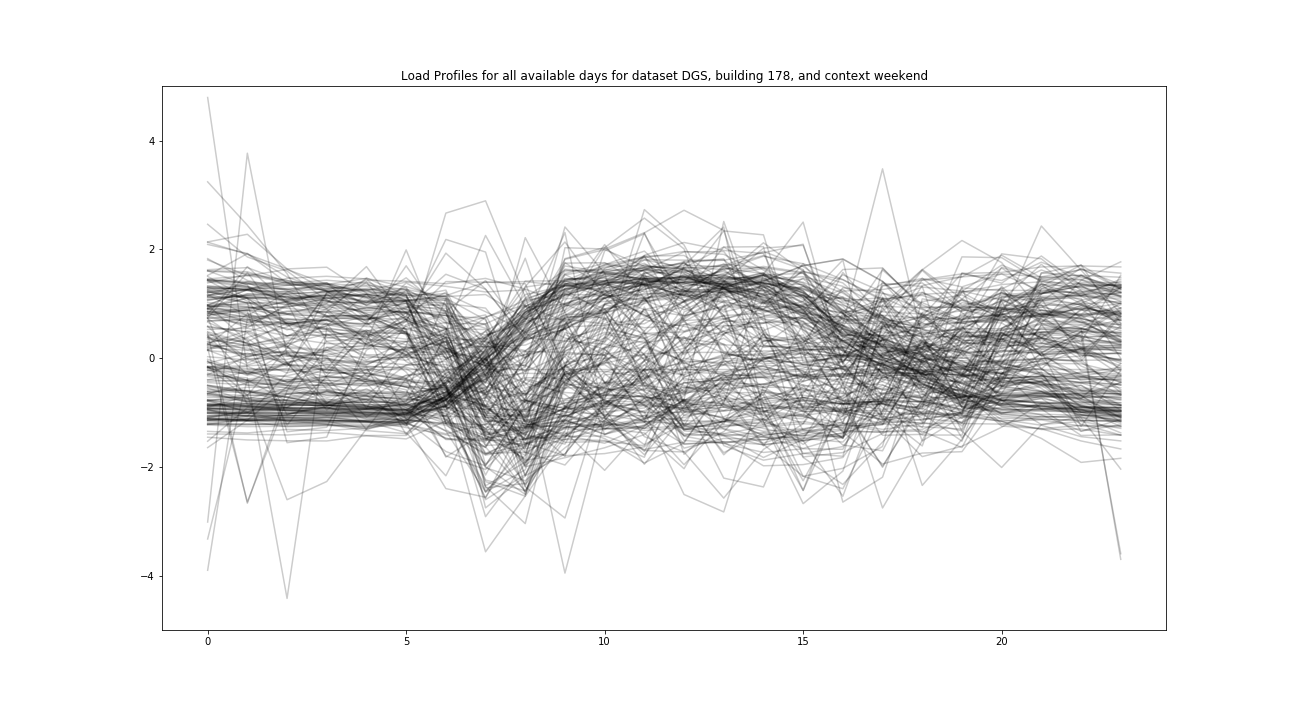 Load Profiles for all available days for dataset DGS, building 178, and context weekend
4
2
0
−2
−4
0 5 10 15 20